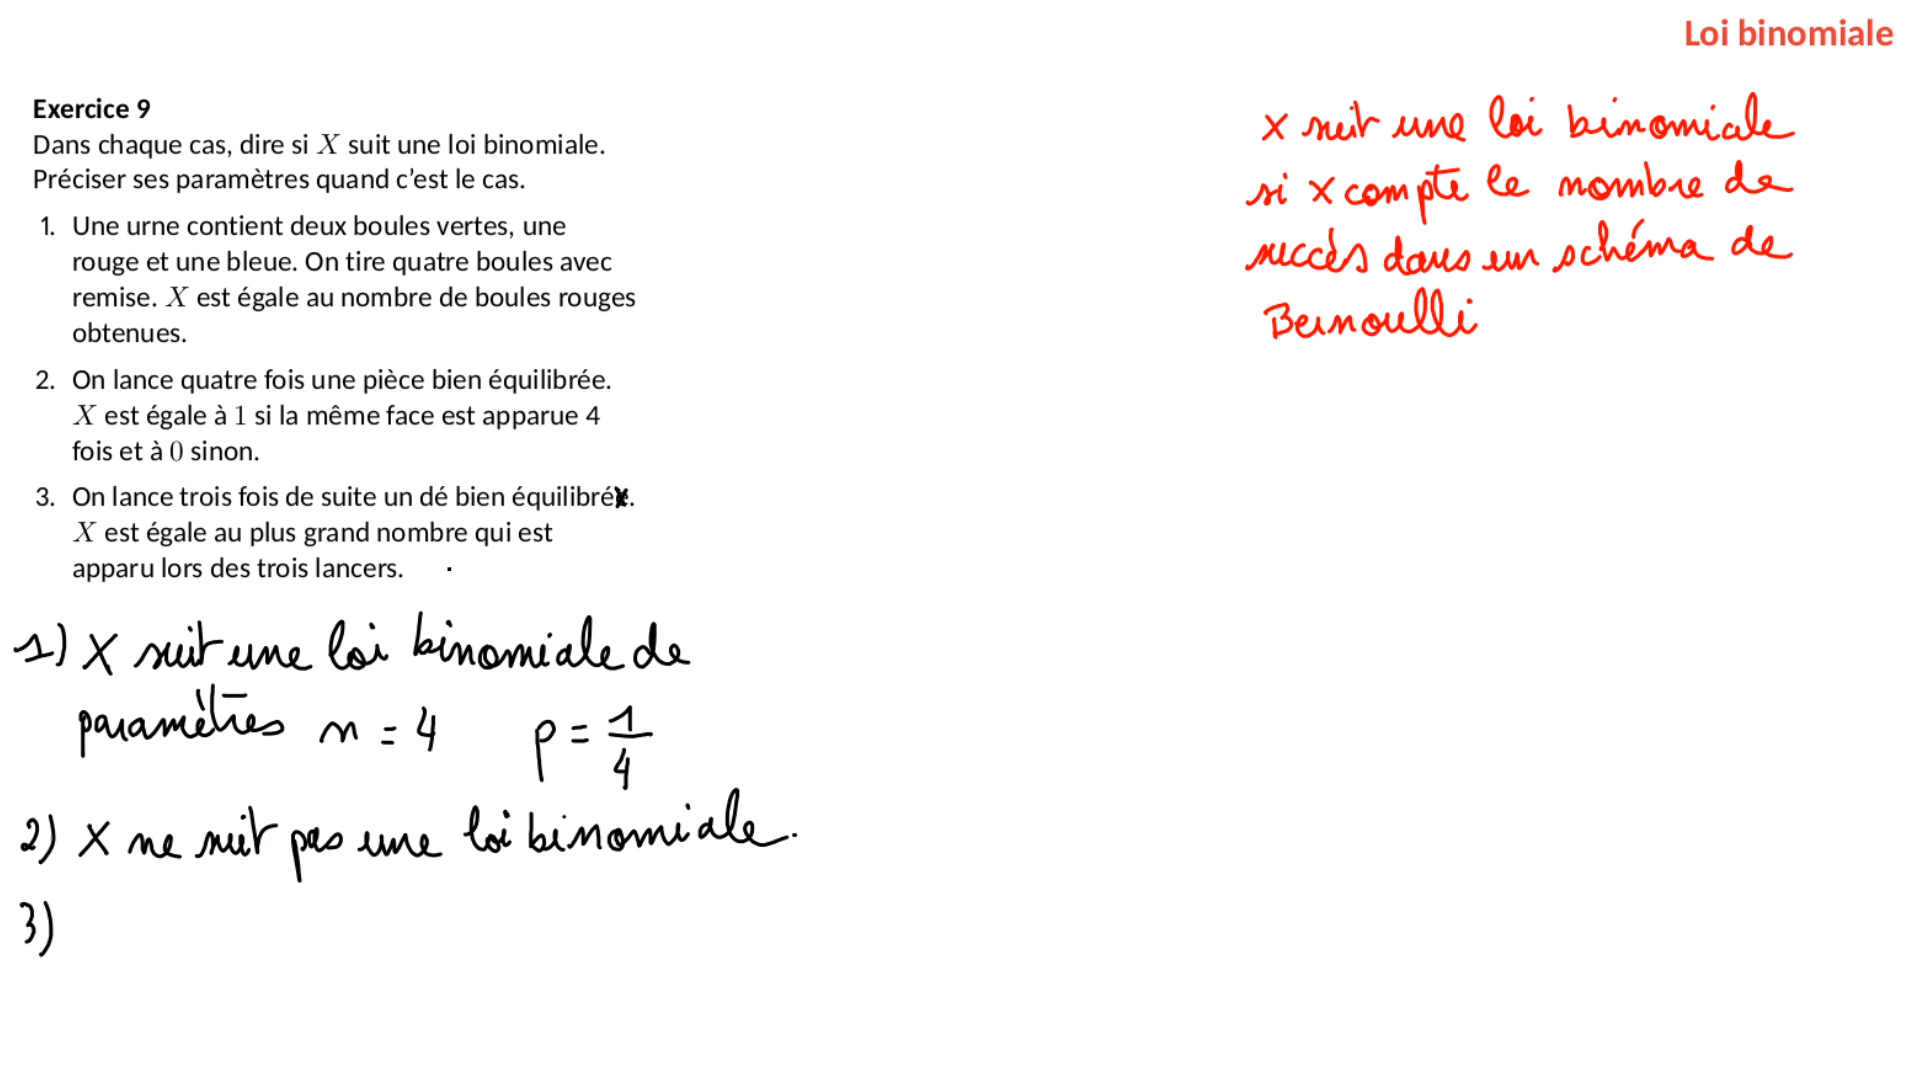 Loi binomiale
Exercice 9
Dans chaque cas, dire si X suit une loi binomiale.
Préciser ses paramètres quand c'est le cas.
1. Une urne contient deux boules vertes, une
rouge et une bleue. On tire quatre boules avec
remise. X est égale au nombre de boules rouges
obtenues.
2. On lance quatre fois une pièce bien équilibrée.
X est égale à 1 si la même face est apparue 4
fois et à 0 sinon.
3. On lance trois fois de suite un dé bien équilibré.
X est égale au plus grand nombre qui est
apparu lors des trois lancers.
X suit une loi binomiale
si X compte le nombre de
succès dans un schéma de
Bernoulli
1) X suit une loi binomiale de
paramètres n = 4 p = 1/4
2) X ne suit pas une loi binomiale.
3)